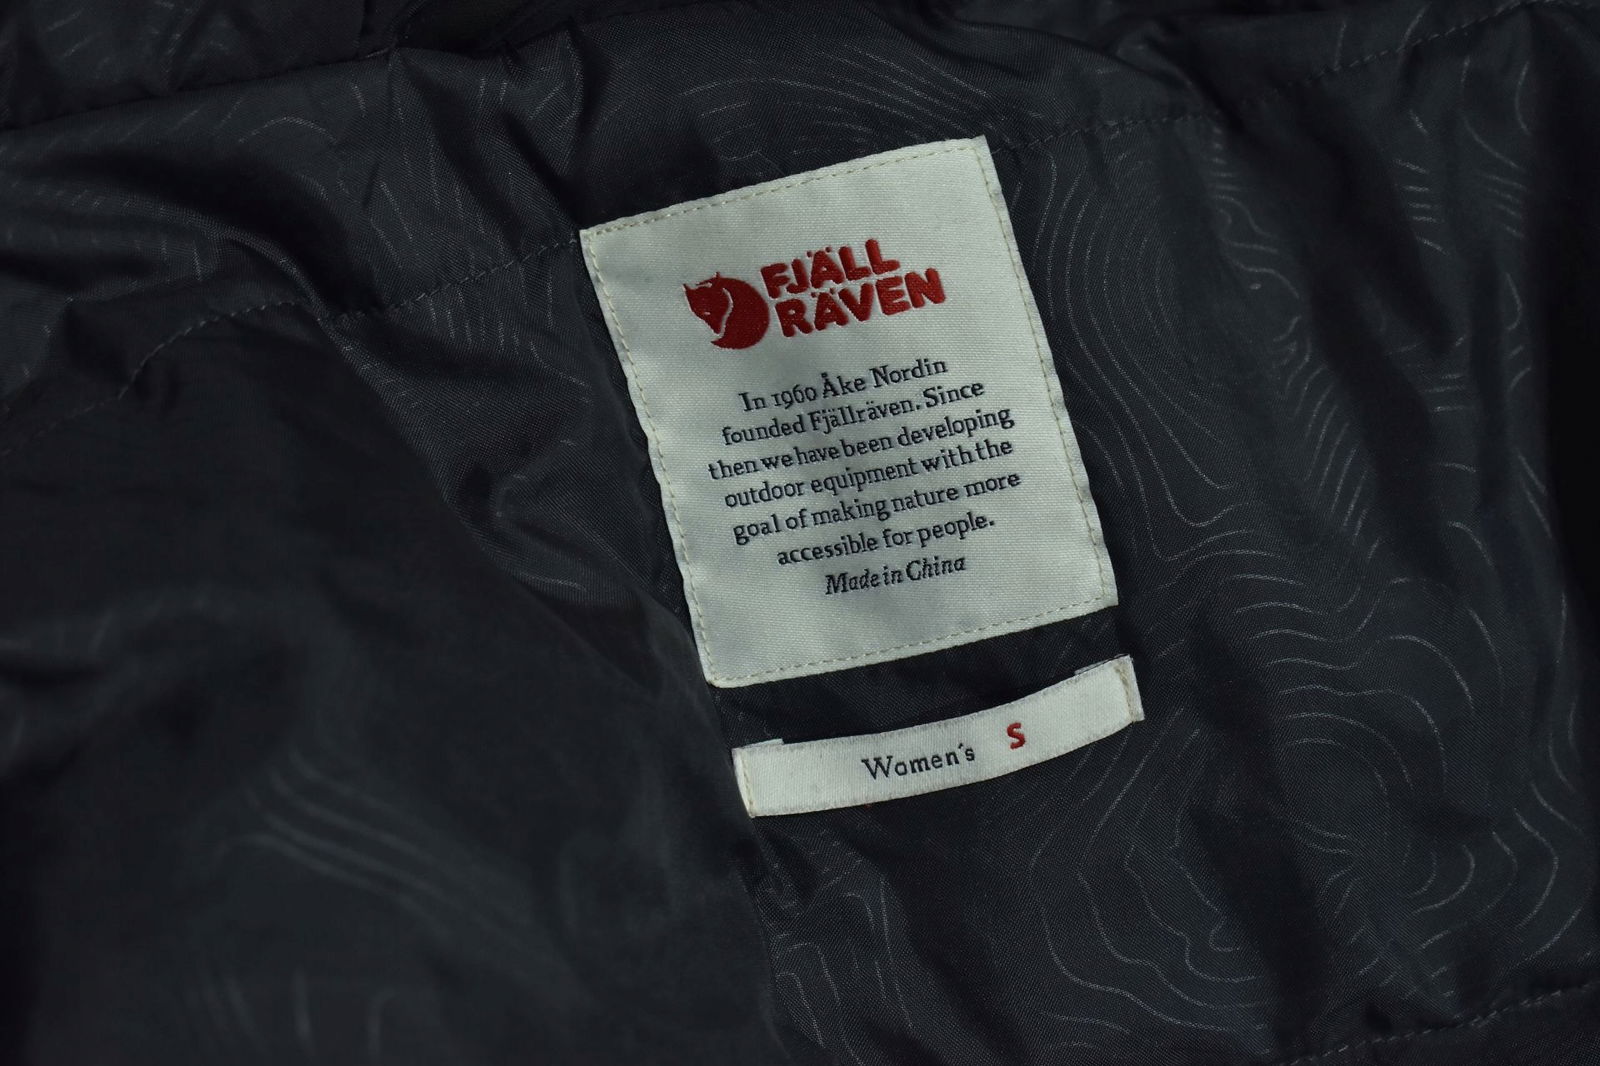 FJÄLL
RÄVEN
In 1960 Åke Nordin
founded Fjällräven. Since
then we have been developing
outdoor equipment with the
goal of making nature more
accessible for people.
Made in China
Women´s S